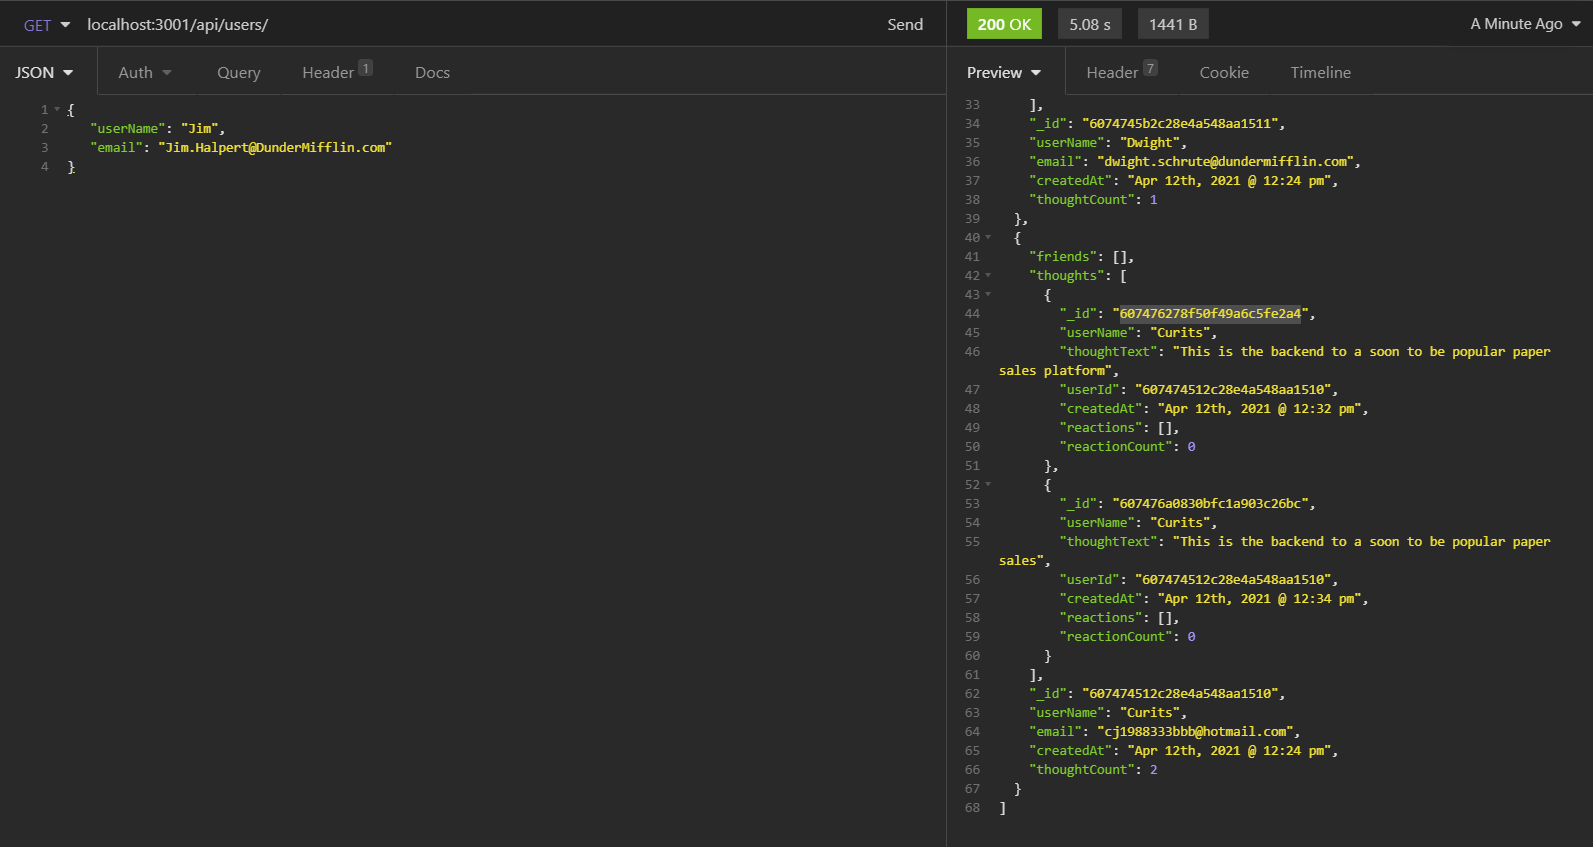 GET localhost:3001/api/users/ Send
JSON Auth Query Header 1 Docs
1 {
2 "userName": "Jim",
3 "email": "Jim.Halpert@DunderMifflin.com"
4 }
200 OK 5.08 s 1441 B A Minute Ago
Preview Header 7 Cookie Timeline
33 ],
34 "_id": "6074745b2c28e4a548aa1511",
35 "userName": "Dwight",
36 "email": "dwight.schrute@dundermifflin.com",
37 "createdAt": "Apr 12th, 2021 @ 12:24 pm",
38 "thoughtCount": 1
39 },
40 {
41 "friends": [],
42 "thoughts": [
43 {
44 "_id": "607476278f50f49a6c5fe2a4",
45 "userName": "Curits",
46 "thoughtText": "This is the backend to a soon to be popular paper
sales platform",
47 "userId": "607474512c28e4a548aa1510",
48 "createdAt": "Apr 12th, 2021 @ 12:32 pm",
49 "reactions": [],
50 "reactionCount": 0
51 },
52 {
53 "_id": "607476a0830bfc1a903c26bc",
54 "userName": "Curits",
55 "thoughtText": "This is the backend to a soon to be popular paper
sales",
56 "userId": "607474512c28e4a548aa1510",
57 "createdAt": "Apr 12th, 2021 @ 12:34 pm",
58 "reactions": [],
59 "reactionCount": 0
60 }
61 ],
62 "_id": "607474512c28e4a548aa1510",
63 "userName": "Curits",
64 "email": "cj1988333bbb@hotmail.com",
65 "createdAt": "Apr 12th, 2021 @ 12:24 pm",
66 "thoughtCount": 2
67 }
68 ]